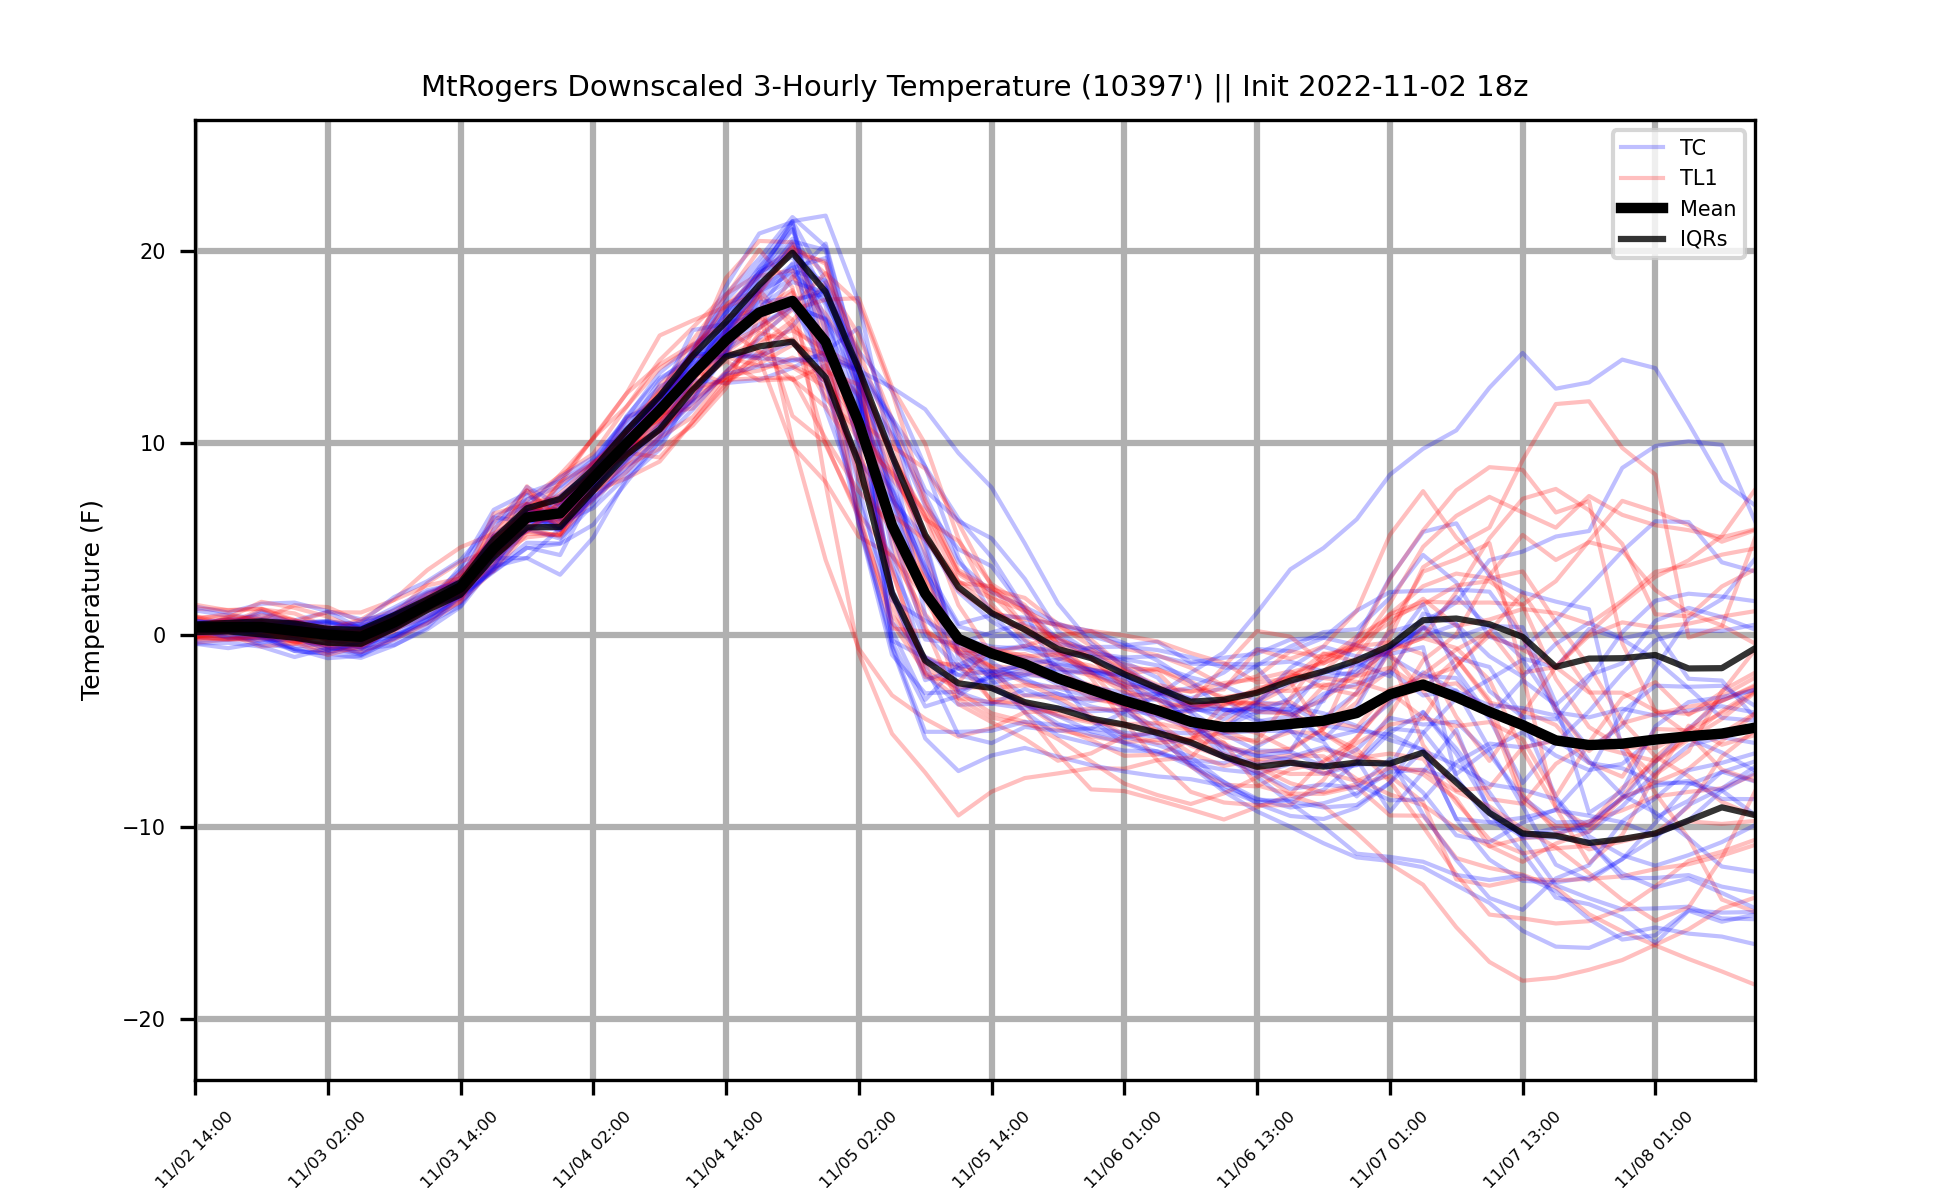 MtRogers Downscaled 3-Hourly Temperature (10397') || Init 2022-11-02 18z
TC
TL1
Mean
IQRs
Temperature (F)
20
10
0
−10
−20
11/02 14:00
11/03 02:00
11/03 14:00
11/04 02:00
11/04 14:00
11/05 02:00
11/05 14:00
11/06 01:00
11/06 13:00
11/07 01:00
11/07 13:00
11/08 01:00